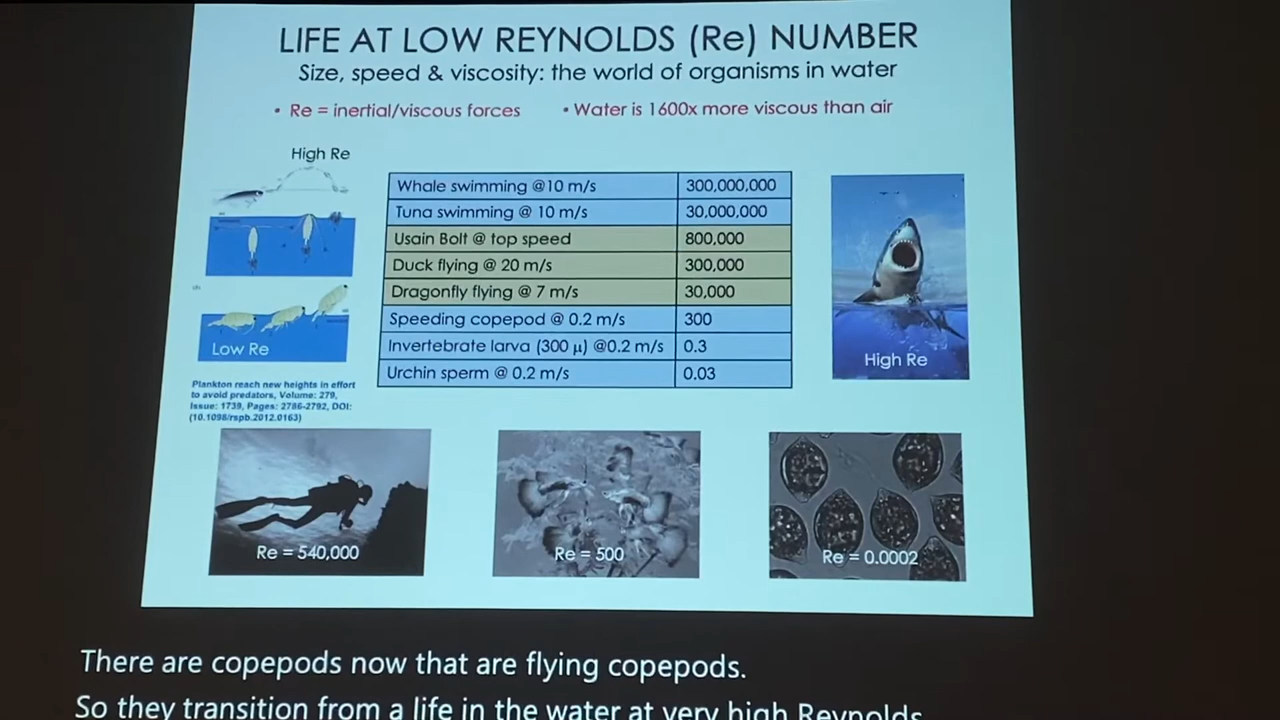 LIFE AT LOW REYNOLDS (Re) NUMBER
Size, speed & viscosity: the world of organisms in water
• Re = inertial/viscous forces
• Water is 1600x more viscous than air
High Re
Low Re
Plankton reach new heights in effort
to avoid predators, Volume: 279,
Issue: 1739, Pages: 2786-2792, DOI:
(10.1098/rspb.2012.0163)
Whale swimming @10 m/s 300,000,000
Tuna swimming @ 10 m/s 30,000,000
Usain Bolt @ top speed 800,000
Duck flying @ 20 m/s 300,000
Dragonfly flying @ 7 m/s 30,000
Speeding copepod @ 0.2 m/s 300
Invertebrate larva (300 μ) @0.2 m/s 0.3
Urchin sperm @ 0.2 m/s 0.03
High Re
Re = 540,000
Re = 500
Re = 0.0002
There are copepods now that are flying copepods.
So they transition from a life in the water at very high Reynolds